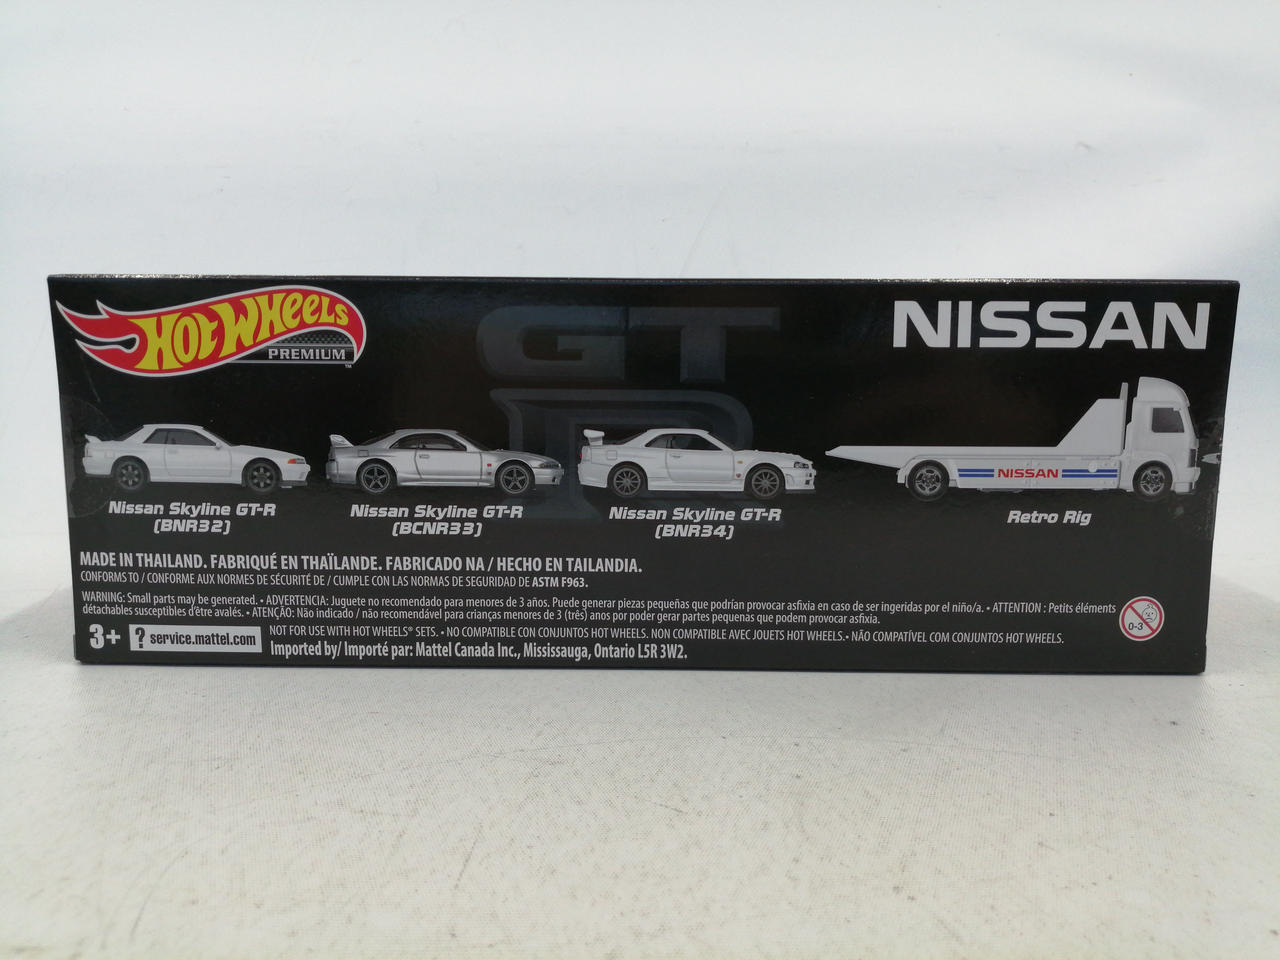 HOT WHEELS
PREMIUM
TM
NISSAN
GT
R
NISSAN
Nissan Skyline GT-R
(BNR32)
Nissan Skyline GT-R
(BCNR33)
Nissan Skyline GT-R
(BNR34)
Retro Rig
MADE IN THAILAND. FABRIQUÉ EN THAÏLANDE. FABRICADO NA / HECHO EN TAILANDIA.
CONFORMS TO / CONFORME AUX NORMES DE SÉCURITÉ DE / CUMPLE CON LAS NORMAS DE SEGURIDAD DE ASTM F963.
WARNING: Small parts may be generated. • ADVERTENCIA: Juguete no recomendado para menores de 3 años. Puede generar piezas pequeñas que podrían provocar asfixia en caso de ser ingeridas por el niño/a. • ATTENTION : Petits éléments
détachables susceptibles d'être avalés. • ATENÇÃO: Não indicado / não recomendável para crianças menores de 3 (três) anos por poder gerar partes pequenas que podem provocar asfixia.
0-3
3+
? service.mattel.com
NOT FOR USE WITH HOT WHEELS® SETS. • NO COMPATIBLE CON CONJUNTOS HOT WHEELS. NON COMPATIBLE AVEC JOUETS HOT WHEELS. • NÃO COMPATÍVEL COM CONJUNTOS HOT WHEELS.
Imported by/ Importé par: Mattel Canada Inc., Mississauga, Ontario L5R 3W2.